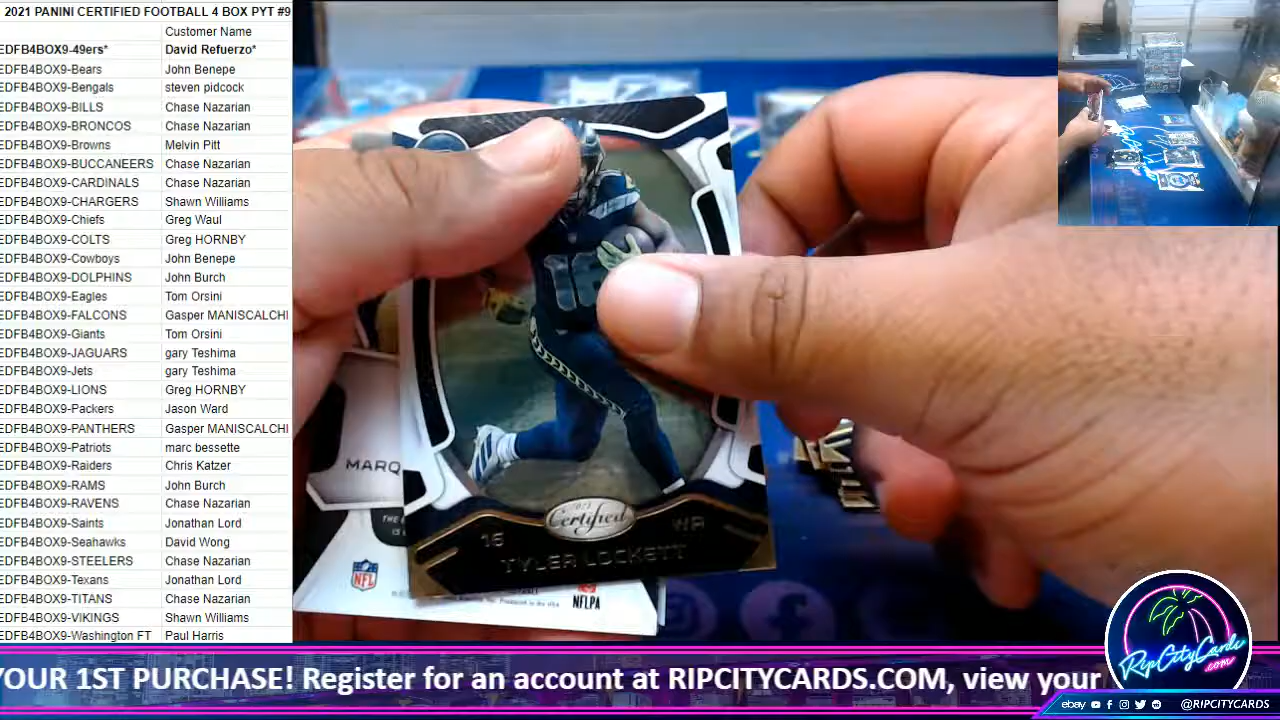 2021 PANINI CERTIFIED FOOTBALL 4 BOX PYT #9
Customer Name
EDFB4BOX9-49ers* David Refuerzo*
EDFB4BOX9-Bears John Benepe
EDFB4BOX9-Bengals steven pidcock
EDFB4BOX9-BILLS Chase Nazarian
EDFB4BOX9-BRONCOS Chase Nazarian
EDFB4BOX9-Browns Melvin Pitt
EDFB4BOX9-BUCCANEERS Chase Nazarian
EDFB4BOX9-CARDINALS Chase Nazarian
EDFB4BOX9-CHARGERS Shawn Williams
EDFB4BOX9-Chiefs Greg Waul
EDFB4BOX9-COLTS Greg HORNBY
EDFB4BOX9-Cowboys John Benepe
EDFB4BOX9-DOLPHINS John Burch
EDFB4BOX9-Eagles Tom Orsini
EDFB4BOX9-FALCONS Gasper MANISCALCHI
EDFB4BOX9-Giants Tom Orsini
EDFB4BOX9-JAGUARS gary Teshima
EDFB4BOX9-Jets gary Teshima
EDFB4BOX9-LIONS Greg HORNBY
EDFB4BOX9-Packers Jason Ward
EDFB4BOX9-PANTHERS Gasper MANISCALCHI
EDFB4BOX9-Patriots marc bessette
EDFB4BOX9-Raiders Chris Katzer
EDFB4BOX9-RAMS John Burch
EDFB4BOX9-RAVENS Chase Nazarian
EDFB4BOX9-Saints Jonathan Lord
EDFB4BOX9-Seahawks David Wong
EDFB4BOX9-STEELERS Chase Nazarian
EDFB4BOX9-Texans Jonathan Lord
EDFB4BOX9-TITANS Chase Nazarian
EDFB4BOX9-VIKINGS Shawn Williams
EDFB4BOX9-Washington FT Paul Harris
MARQ
2021
Certified
16 WR
TYLER LOCKETT
NFL
NFLPA
RipCityCards
.com
YOUR 1ST PURCHASE! Register for an account at RIPCITYCARDS.COM, view your
ebay @RIPCITYCARDS